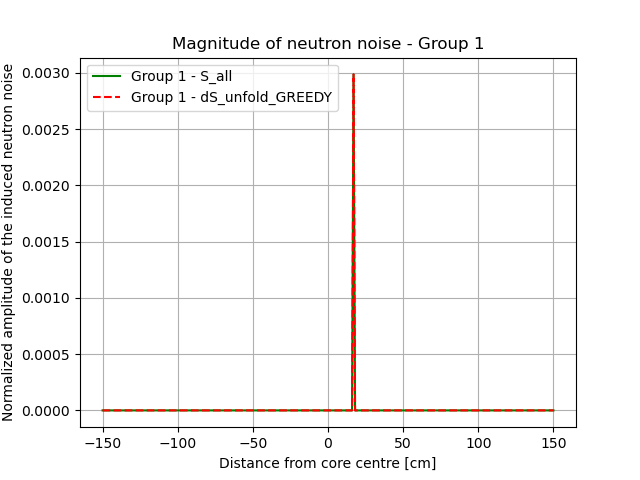 Magnitude of neutron noise - Group 1
Group 1 - S_all
Group 1 - dS_unfold_GREEDY
Normalized amplitude of the induced neutron noise
0.0030
0.0025
0.0020
0.0015
0.0010
0.0005
0.0000
−150
−100
−50
0
50
100
150
Distance from core centre [cm]